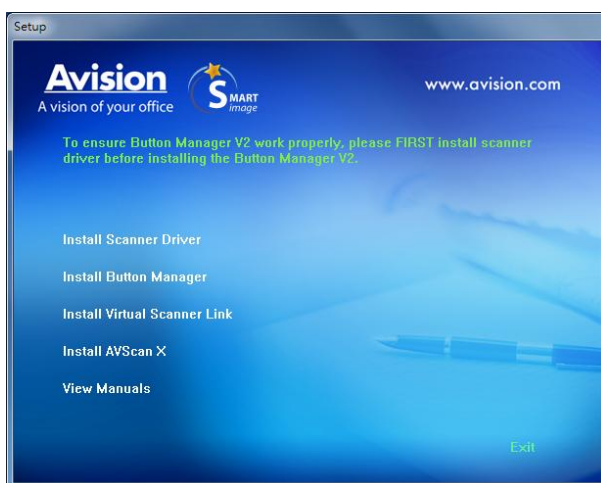 Setup
Avision
A vision of your office
SMART
image
www.avision.com
To ensure Button Manager V2 work properly, please FIRST install scanner
driver before installing the Button Manager V2.
Install Scanner Driver
Install Button Manager
Install Virtual Scanner Link
Install AVScan X
View Manuals
Exit